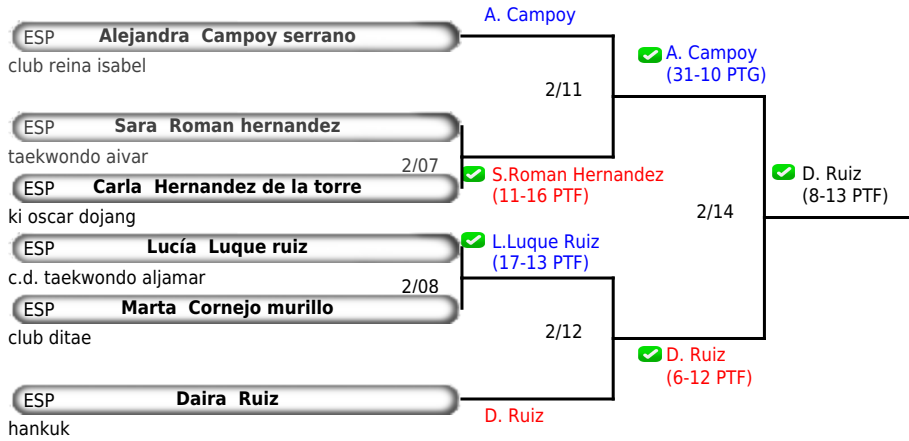 A. Campoy
ESP Alejandra Campoy serrano
club reina isabel
A. Campoy
(31-10 PTG)
2/11
ESP Sara Roman hernandez
taekwondo aivar
2/07
S.Roman Hernandez
(11-16 PTF)
ESP Carla Hernandez de la torre
ki oscar dojang
D. Ruiz
(8-13 PTF)
2/14
ESP Lucía Luque ruiz
c.d. taekwondo aljamar
L.Luque Ruiz
(17-13 PTF)
2/08
ESP Marta Cornejo murillo
club ditae
2/12
D. Ruiz
(6-12 PTF)
ESP Daira Ruiz
hankuk
D. Ruiz